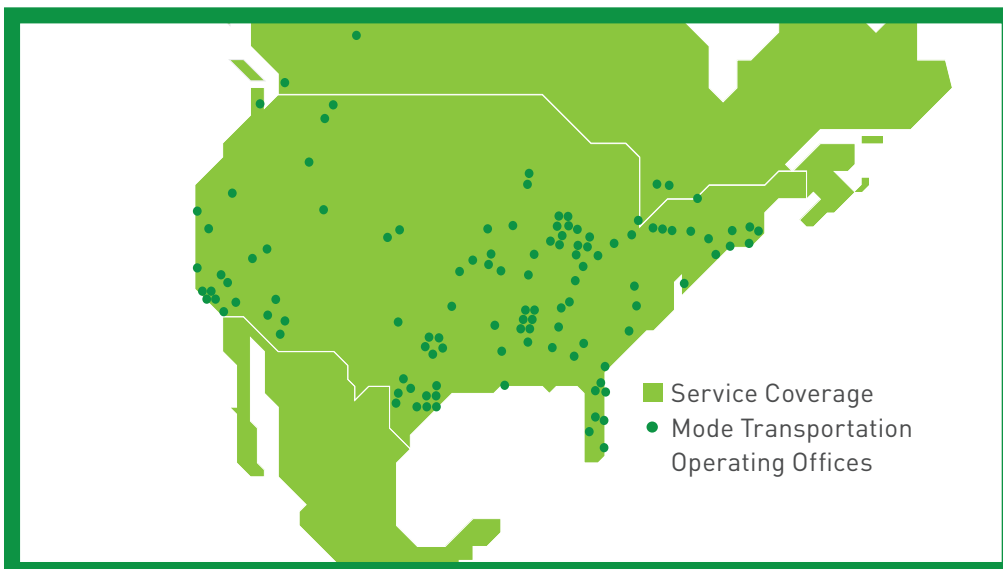 Service Coverage
Mode Transportation
Operating Offices